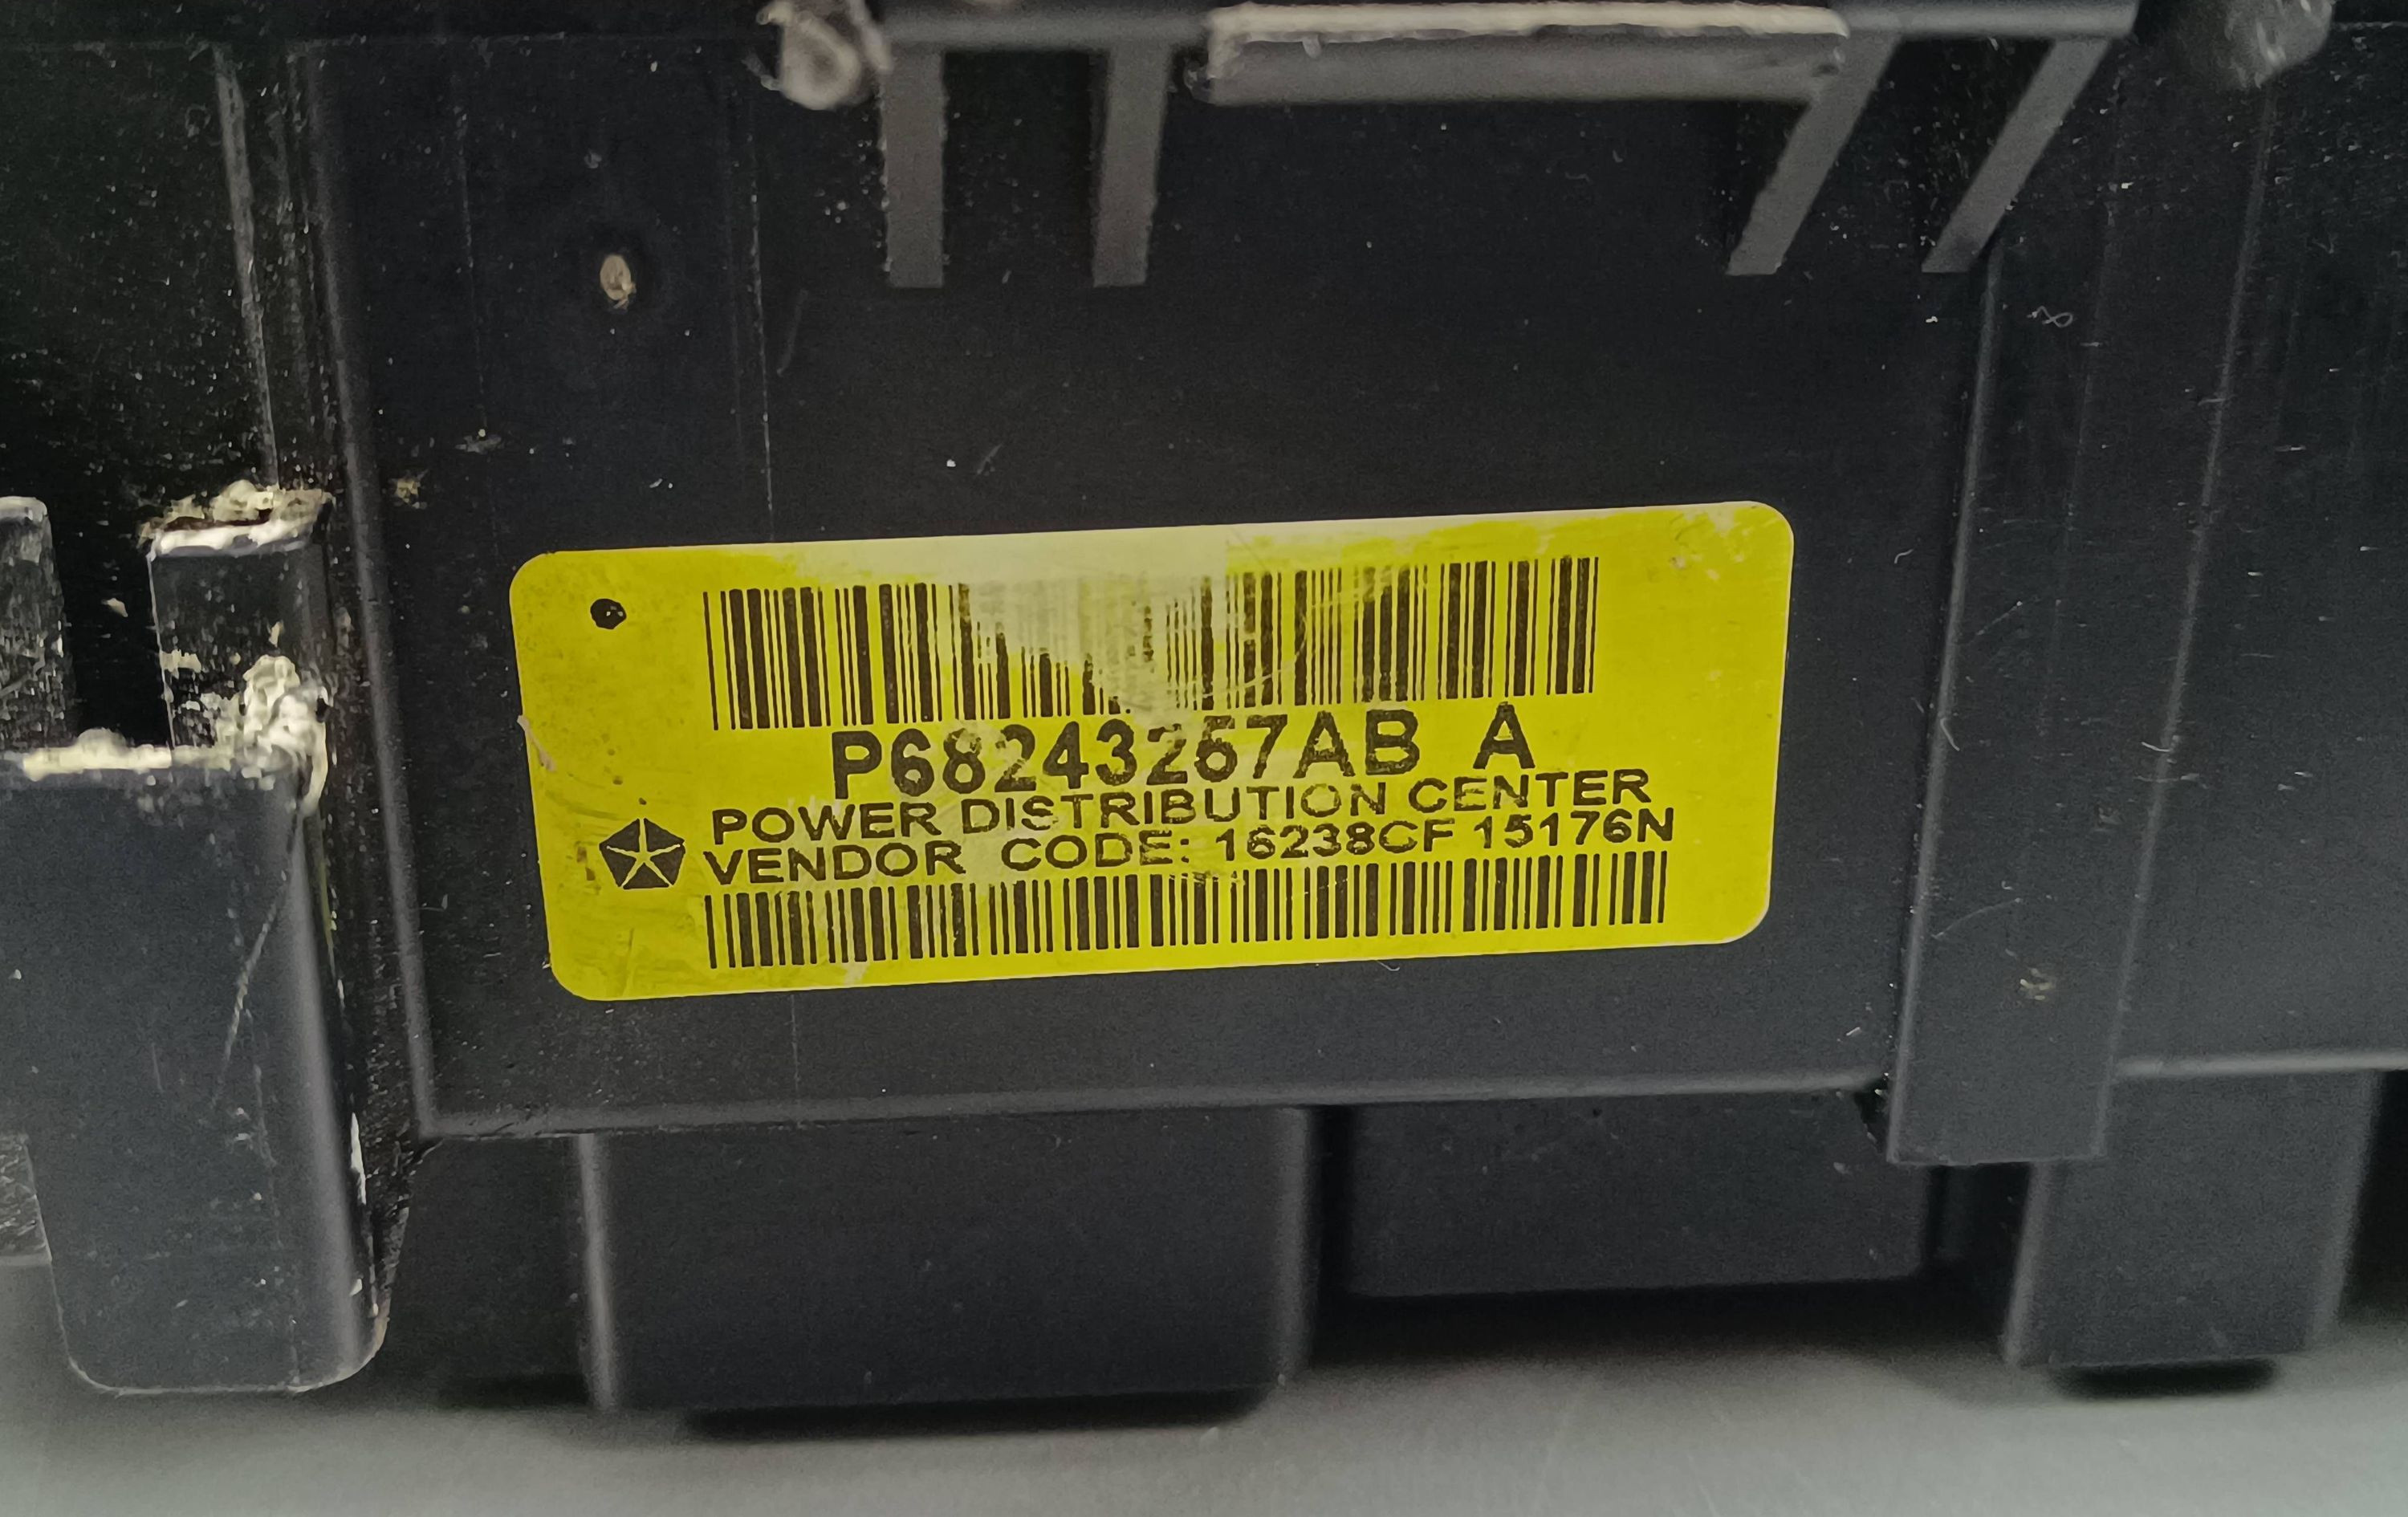 P68243267AB A
POWER DISTRIBUTION CENTER
VENDOR CODE: 16238CF 15176N